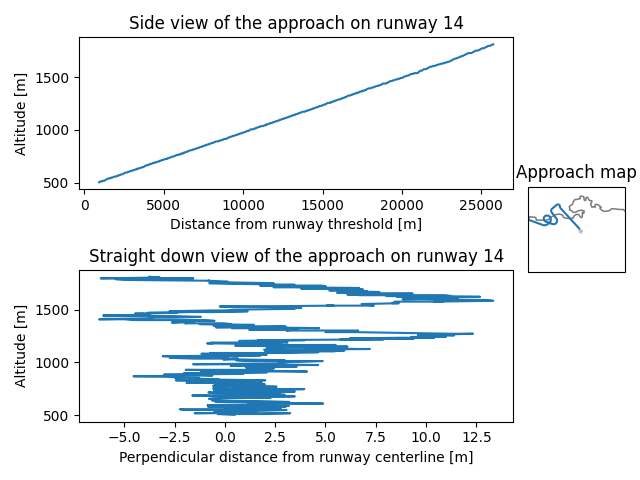 Side view of the approach on runway 14
Altitude [m]
1500
1000
500
0
5000
10000
15000
20000
25000
Distance from runway threshold [m]
Approach map
Straight down view of the approach on runway 14
Altitude [m]
1500
1000
500
−5.0
−2.5
0.0
2.5
5.0
7.5
10.0
12.5
Perpendicular distance from runway centerline [m]